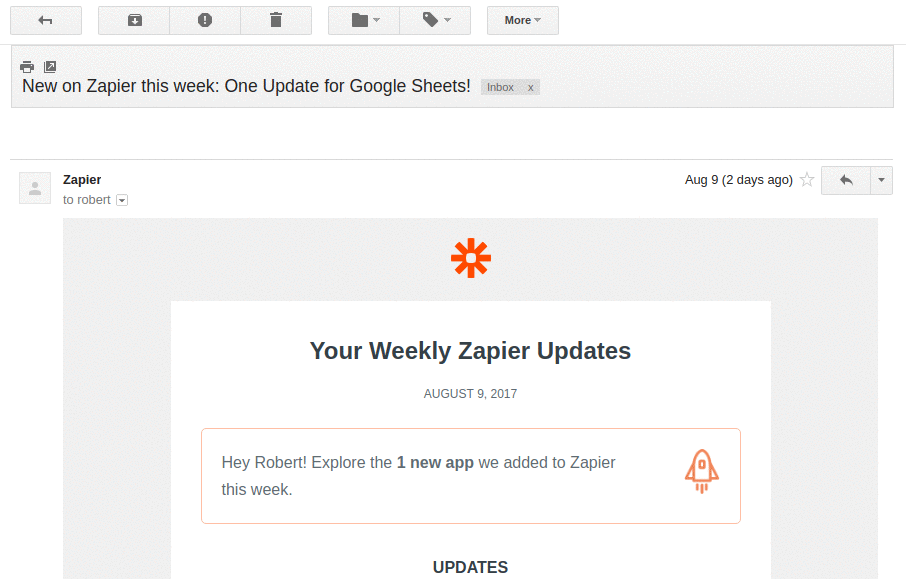 More
New on Zapier this week: One Update for Google Sheets! Inbox x
Zapier
Aug 9 (2 days ago)
to robert
Your Weekly Zapier Updates
AUGUST 9, 2017
Hey Robert! Explore the 1 new app we added to Zapier
this week.
UPDATES